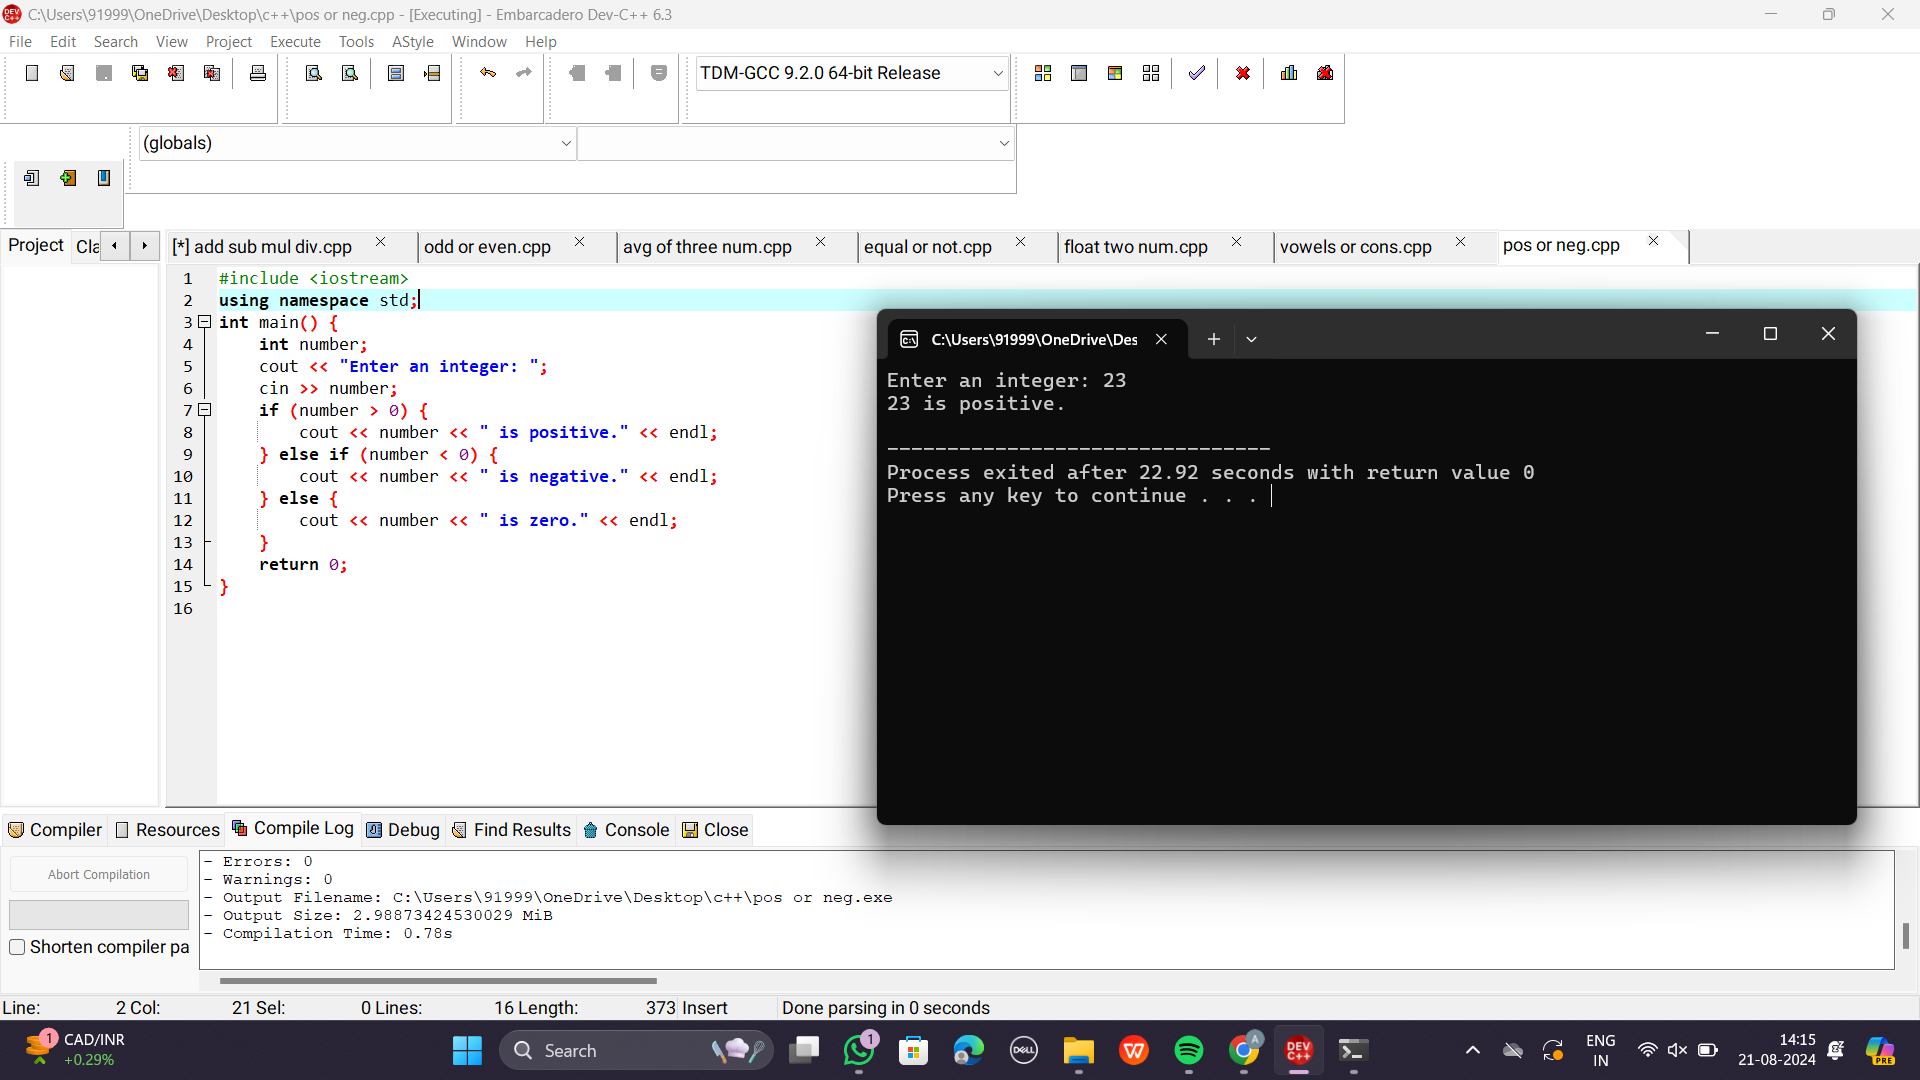 C:\Users\91999\OneDrive\Desktop\c++\pos or neg.cpp - [Executing] - Embarcadero Dev-C++ 6.3
File Edit Search View Project Execute Tools AStyle Window Help
TDM-GCC 9.2.0 64-bit Release
(globals)
Project Cla
[*] add sub mul div.cpp odd or even.cpp avg of three num.cpp equal or not.cpp float two num.cpp vowels or cons.cpp pos or neg.cpp
1 #include <iostream>
2 using namespace std;
3 int main() {
4 int number;
5 cout << "Enter an integer: ";
6 cin >> number;
7 if (number > 0) {
8 cout << number << " is positive." << endl;
9 } else if (number < 0) {
10 cout << number << " is negative." << endl;
11 } else {
12 cout << number << " is zero." << endl;
13 }
14 return 0;
15 }
16
C:\Users\91999\OneDrive\Des
Enter an integer: 23
23 is positive.
--------------------------------
Process exited after 22.92 seconds with return value 0
Press any key to continue . . .
Compiler Resources Compile Log Debug Find Results Console Close
Abort Compilation
Shorten compiler pa
- Errors: 0
- Warnings: 0
- Output Filename: C:\Users\91999\OneDrive\Desktop\c++\pos or neg.exe
- Output Size: 2.98873424530029 MiB
- Compilation Time: 0.78s
Line: 2 Col: 21 Sel: 0 Lines: 16 Length: 373 Insert Done parsing in 0 seconds
1
CAD/INR
+0.29%
Search
1
DELL
W
A
DEV C++
ENG
IN
14:15
21-08-2024
PRE